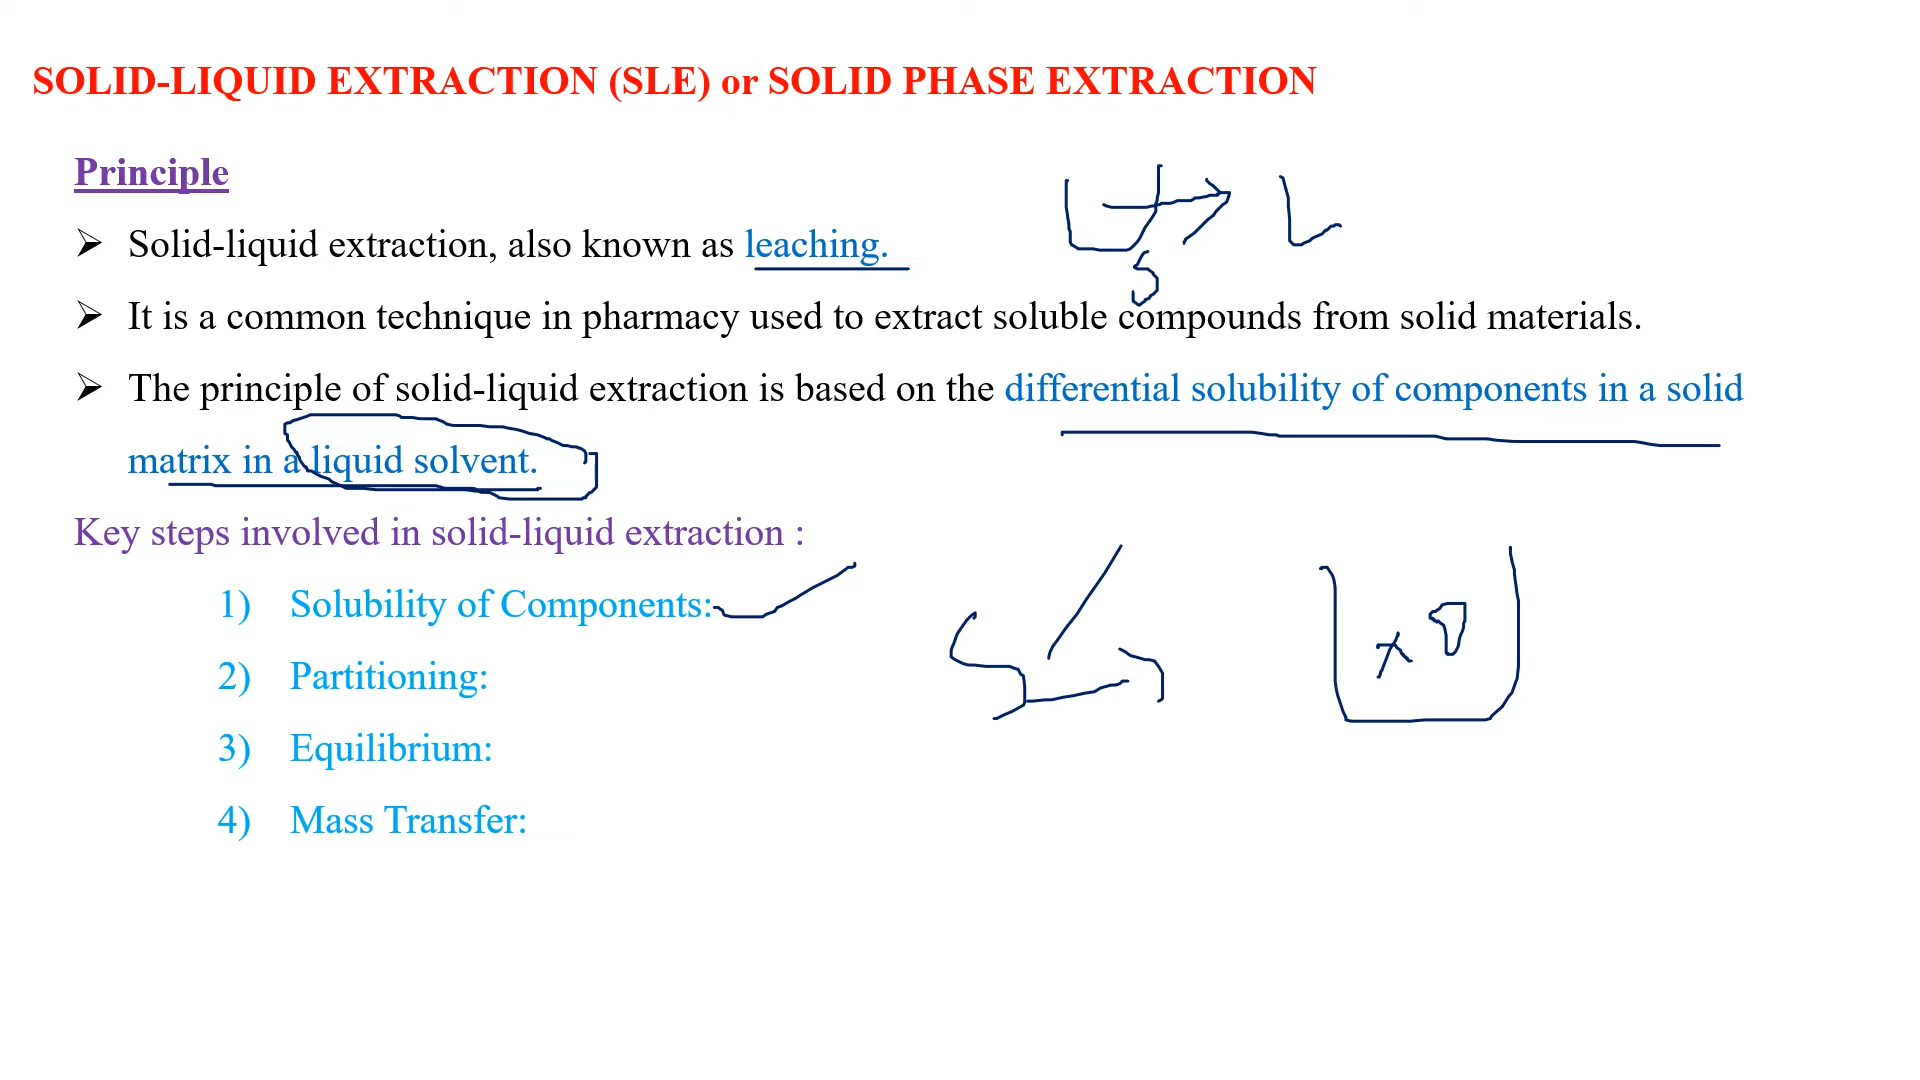 SOLID-LIQUID EXTRACTION (SLE) or SOLID PHASE EXTRACTION
Principle
➢ Solid-liquid extraction, also known as leaching.
➢ It is a common technique in pharmacy used to extract soluble compounds from solid materials.
➢ The principle of solid-liquid extraction is based on the differential solubility of components in a solid
matrix in a liquid solvent.
Key steps involved in solid-liquid extraction :
1) Solubility of Components:
2) Partitioning:
3) Equilibrium:
4) Mass Transfer: